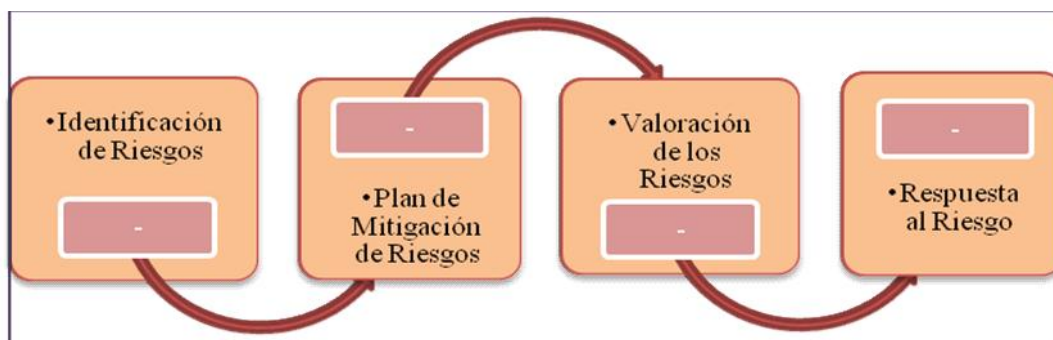 •Identificación
de Riesgos
-
-
•Plan de
Mitigación
de Riesgos
•Valoración
de los
Riesgos
-
-
•Respuesta
al Riesgo